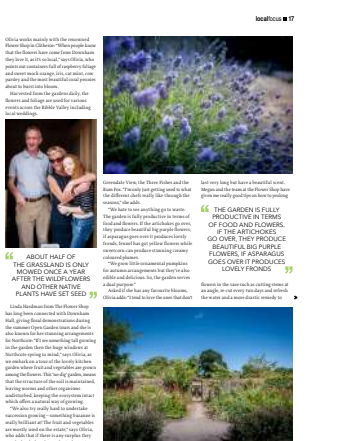 localfocus ■ 17
Olivia works mainly with the renowned
Flower Shop in Clitheroe: "When people know
that the flowers have come from Downham
they love it, as it's so local," says Olivia, who
points out containers full of raspberry foliage
and sweet mock orange, iris, cat mint, cow
parsley and the most beautiful coral peonies
about to burst into bloom.
Harvested from the gardens daily, the
flowers and foliage are used for various
events across the Ribble Valley including
local weddings.
“ ABOUT HALF OF
THE GRASSLAND IS ONLY
MOWED ONCE A YEAR
AFTER THE WILDFLOWERS
AND OTHER NATIVE
PLANTS HAVE SET SEED ”
Linda Hindman from The Flower Shop
has long been connected with Downham
Hall, giving floral demonstrations during
the summer Open Garden tours and she is
also known for her stunning arrangements
for Northcote. "It's something tall growing
in the garden then the huge windows at
Northcote spring to mind," says Olivia, as
we embark on a tour of the lovely kitchen
garden where fruit and vegetables are grown
among the flowers. This 'no-dig' garden, means
that the structure of the soil is maintained,
leaving worms and other organisms
undisturbed, keeping the ecosystem intact
which offers a natural way of growing.
"We also try really hard to undertake
succession growing – something Suzanne is
really brilliant at! The fruit and vegetables
are mostly used on the estate," says Olivia,
who adds that if there is any surplus they
Greendale View, the Three Fishes and the
Rum Fox. "I'm only just getting used to what
the different chefs really like through the
seasons," she adds.
"We hate to see anything go to waste.
The garden is fully productive in terms of
food and flowers. If the artichokes go over,
they produce beautiful big purple flowers,
if asparagus goes over it produces lovely
fronds, fennel has got yellow flowers while
sweetcorn can produce stunning creamy
coloured plumes.
"We grow little ornamental pumpkins
for autumn arrangements but they're also
edible and delicious. So, the garden serves
a dual purpose."
Asked if she has any favourite blooms,
Olivia adds: "I tend to love the ones that don't
last very long but have a beautiful scent.
Megan and the team at the Flower Shop have
given me really good tips on how to prolong
“ THE GARDEN IS FULLY
PRODUCTIVE IN TERMS
OF FOOD AND FLOWERS.
IF THE ARTICHOKES
GO OVER, THEY PRODUCE
BEAUTIFUL BIG PURPLE
FLOWERS, IF ASPARAGUS
GOES OVER IT PRODUCES
LOVELY FRONDS ”
flowers in the vase such as cutting stems at
an angle, re-cut every two days and refresh
the water and a more drastic remedy to